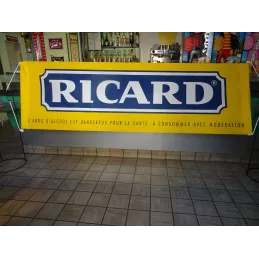 RICARD®
L'ABUS D'ALCOOL EST DANGEREUX POUR LA SANTÉ. À CONSOMMER AVEC MODÉRATION